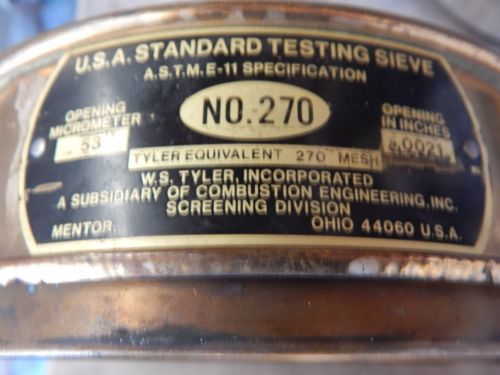 U.S.A. STANDARD TESTING SIEVE
A.S.T.M.E-11 SPECIFICATION
OPENING
MICROMETER
53
NO.270
OPENING
IN INCHES
.0021
TYLER EQUIVALENT 270 MESH
W.S. TYLER, INCORPORATED
A SUBSIDIARY OF COMBUSTION ENGINEERING, INC.
SCREENING DIVISION
MENTOR, OHIO 44060 U.S.A.